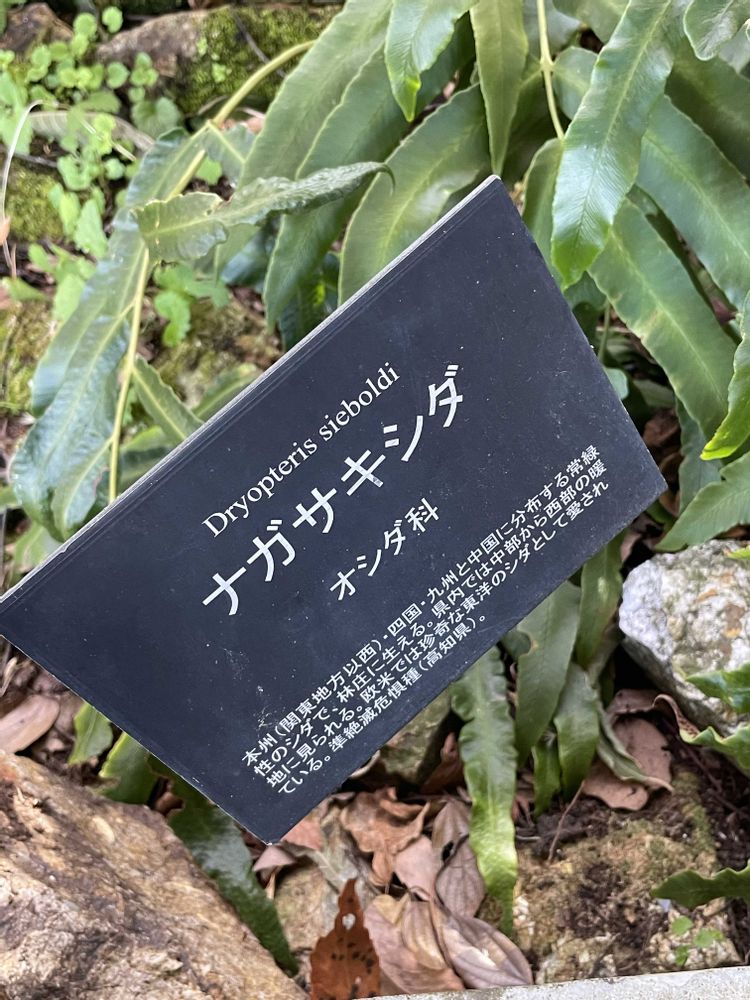 Dryopteris sieboldi
ナガサキシダ
オシダ科
本州(関東地方以西)・四国・九州と中国に分布する常緑
性のシダで、林庄に生える。県内では中部から西部の暖
地に見られる。欧米では珍奇な東洋のシダとして愛され
ている。準絶滅危惧種(高知県)。